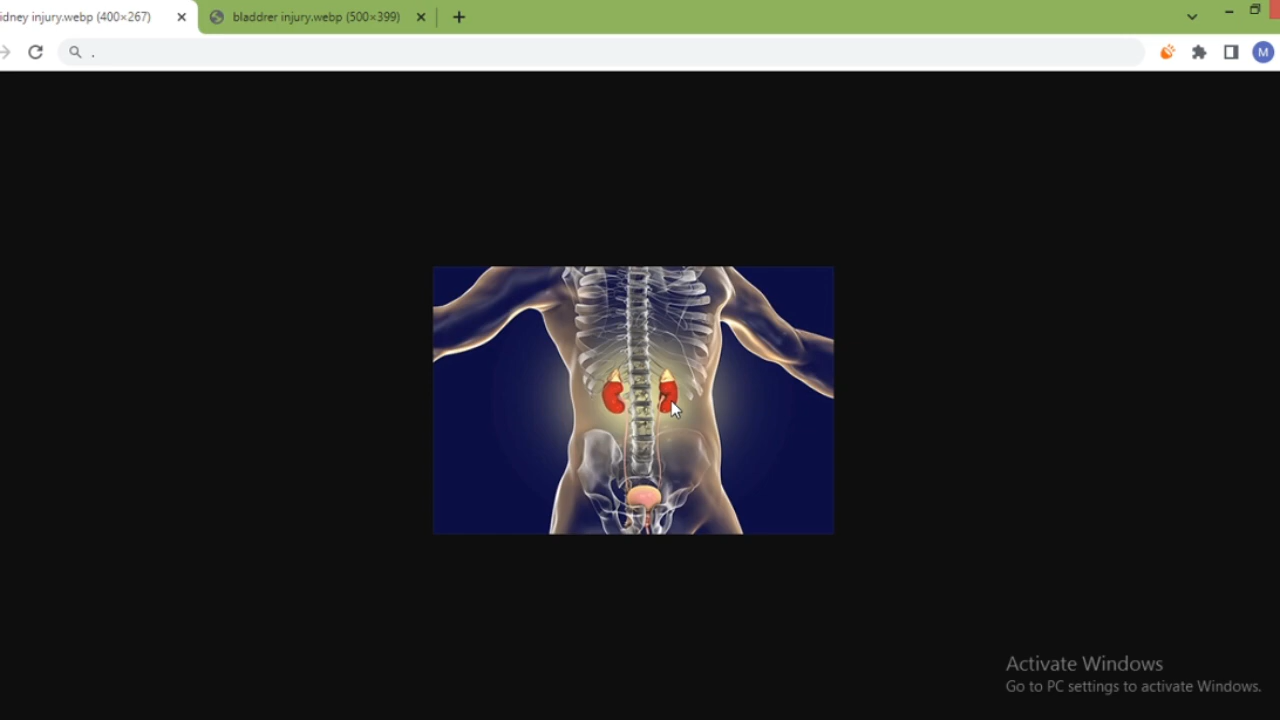 idney injury.webp (400×267)
bladdrer injury.webp (500×399)
.
M
Activate Windows
Go to PC settings to activate Windows.